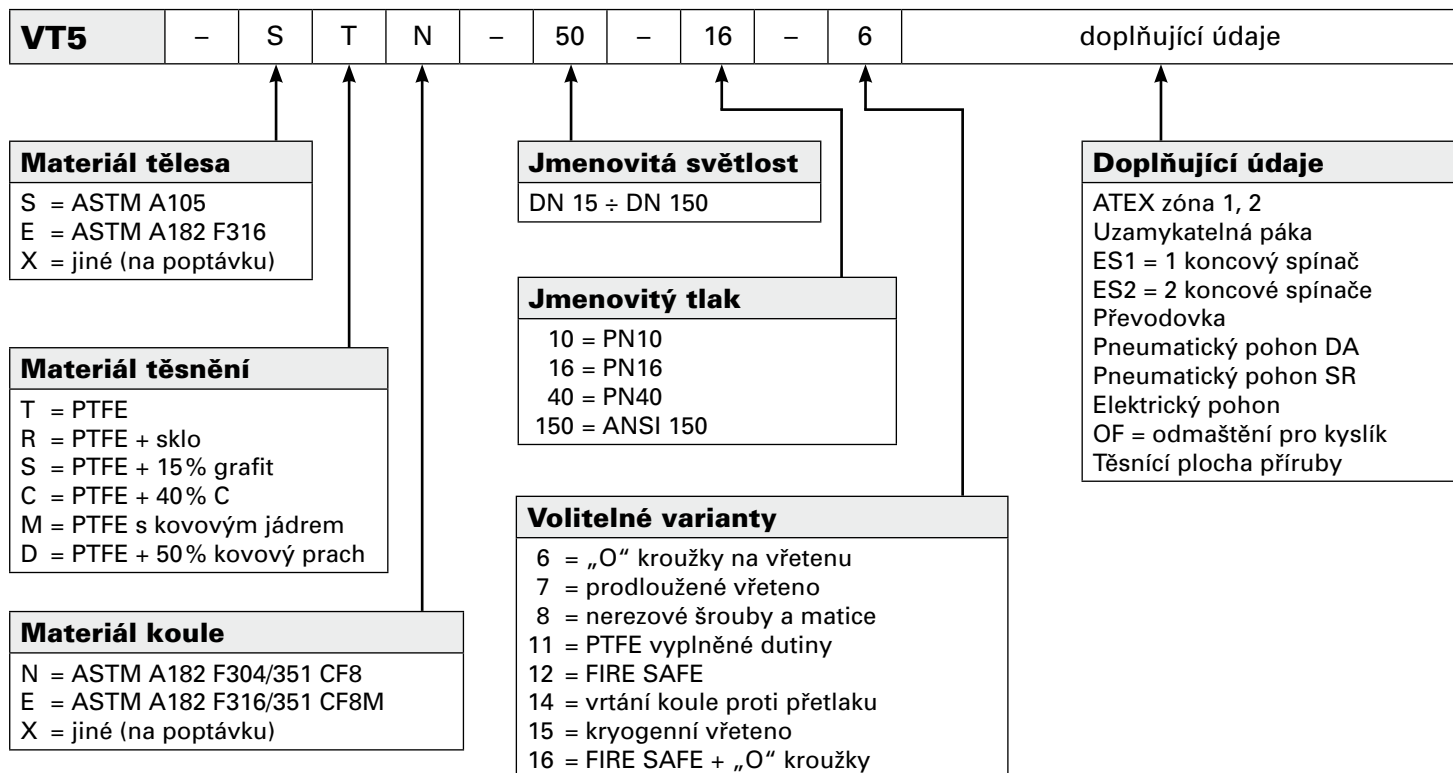 VT5 – S T N – 50 – 16 – 6 doplňující údaje
Materiál tělesa
S = ASTM A105
E = ASTM A182 F316
X = jiné (na poptávku)
Materiál těsnění
T = PTFE
R = PTFE + sklo
S = PTFE + 15% grafit
C = PTFE + 40% C
M = PTFE s kovovým jádrem
D = PTFE + 50% kovový prach
Materiál koule
N = ASTM A182 F304/351 CF8
E = ASTM A182 F316/351 CF8M
X = jiné (na poptávku)
Jmenovitá světlost
DN 15 ÷ DN 150
Jmenovitý tlak
10 = PN10
16 = PN16
40 = PN40
150 = ANSI 150
Volitelné varianty
6 = „O“ kroužky na vřetenu
7 = prodloužené vřeteno
8 = nerezové šrouby a matice
11 = PTFE vyplněné dutiny
12 = FIRE SAFE
14 = vrtání koule proti přetlaku
15 = kryogenní vřeteno
16 = FIRE SAFE + „O“ kroužky
Doplňující údaje
ATEX zóna 1, 2
Uzamykatelná páka
ES1 = 1 koncový spínač
ES2 = 2 koncové spínače
Převodovka
Pneumatický pohon DA
Pneumatický pohon SR
Elektrický pohon
OF = odmaštění pro kyslík
Těsnící plocha příruby